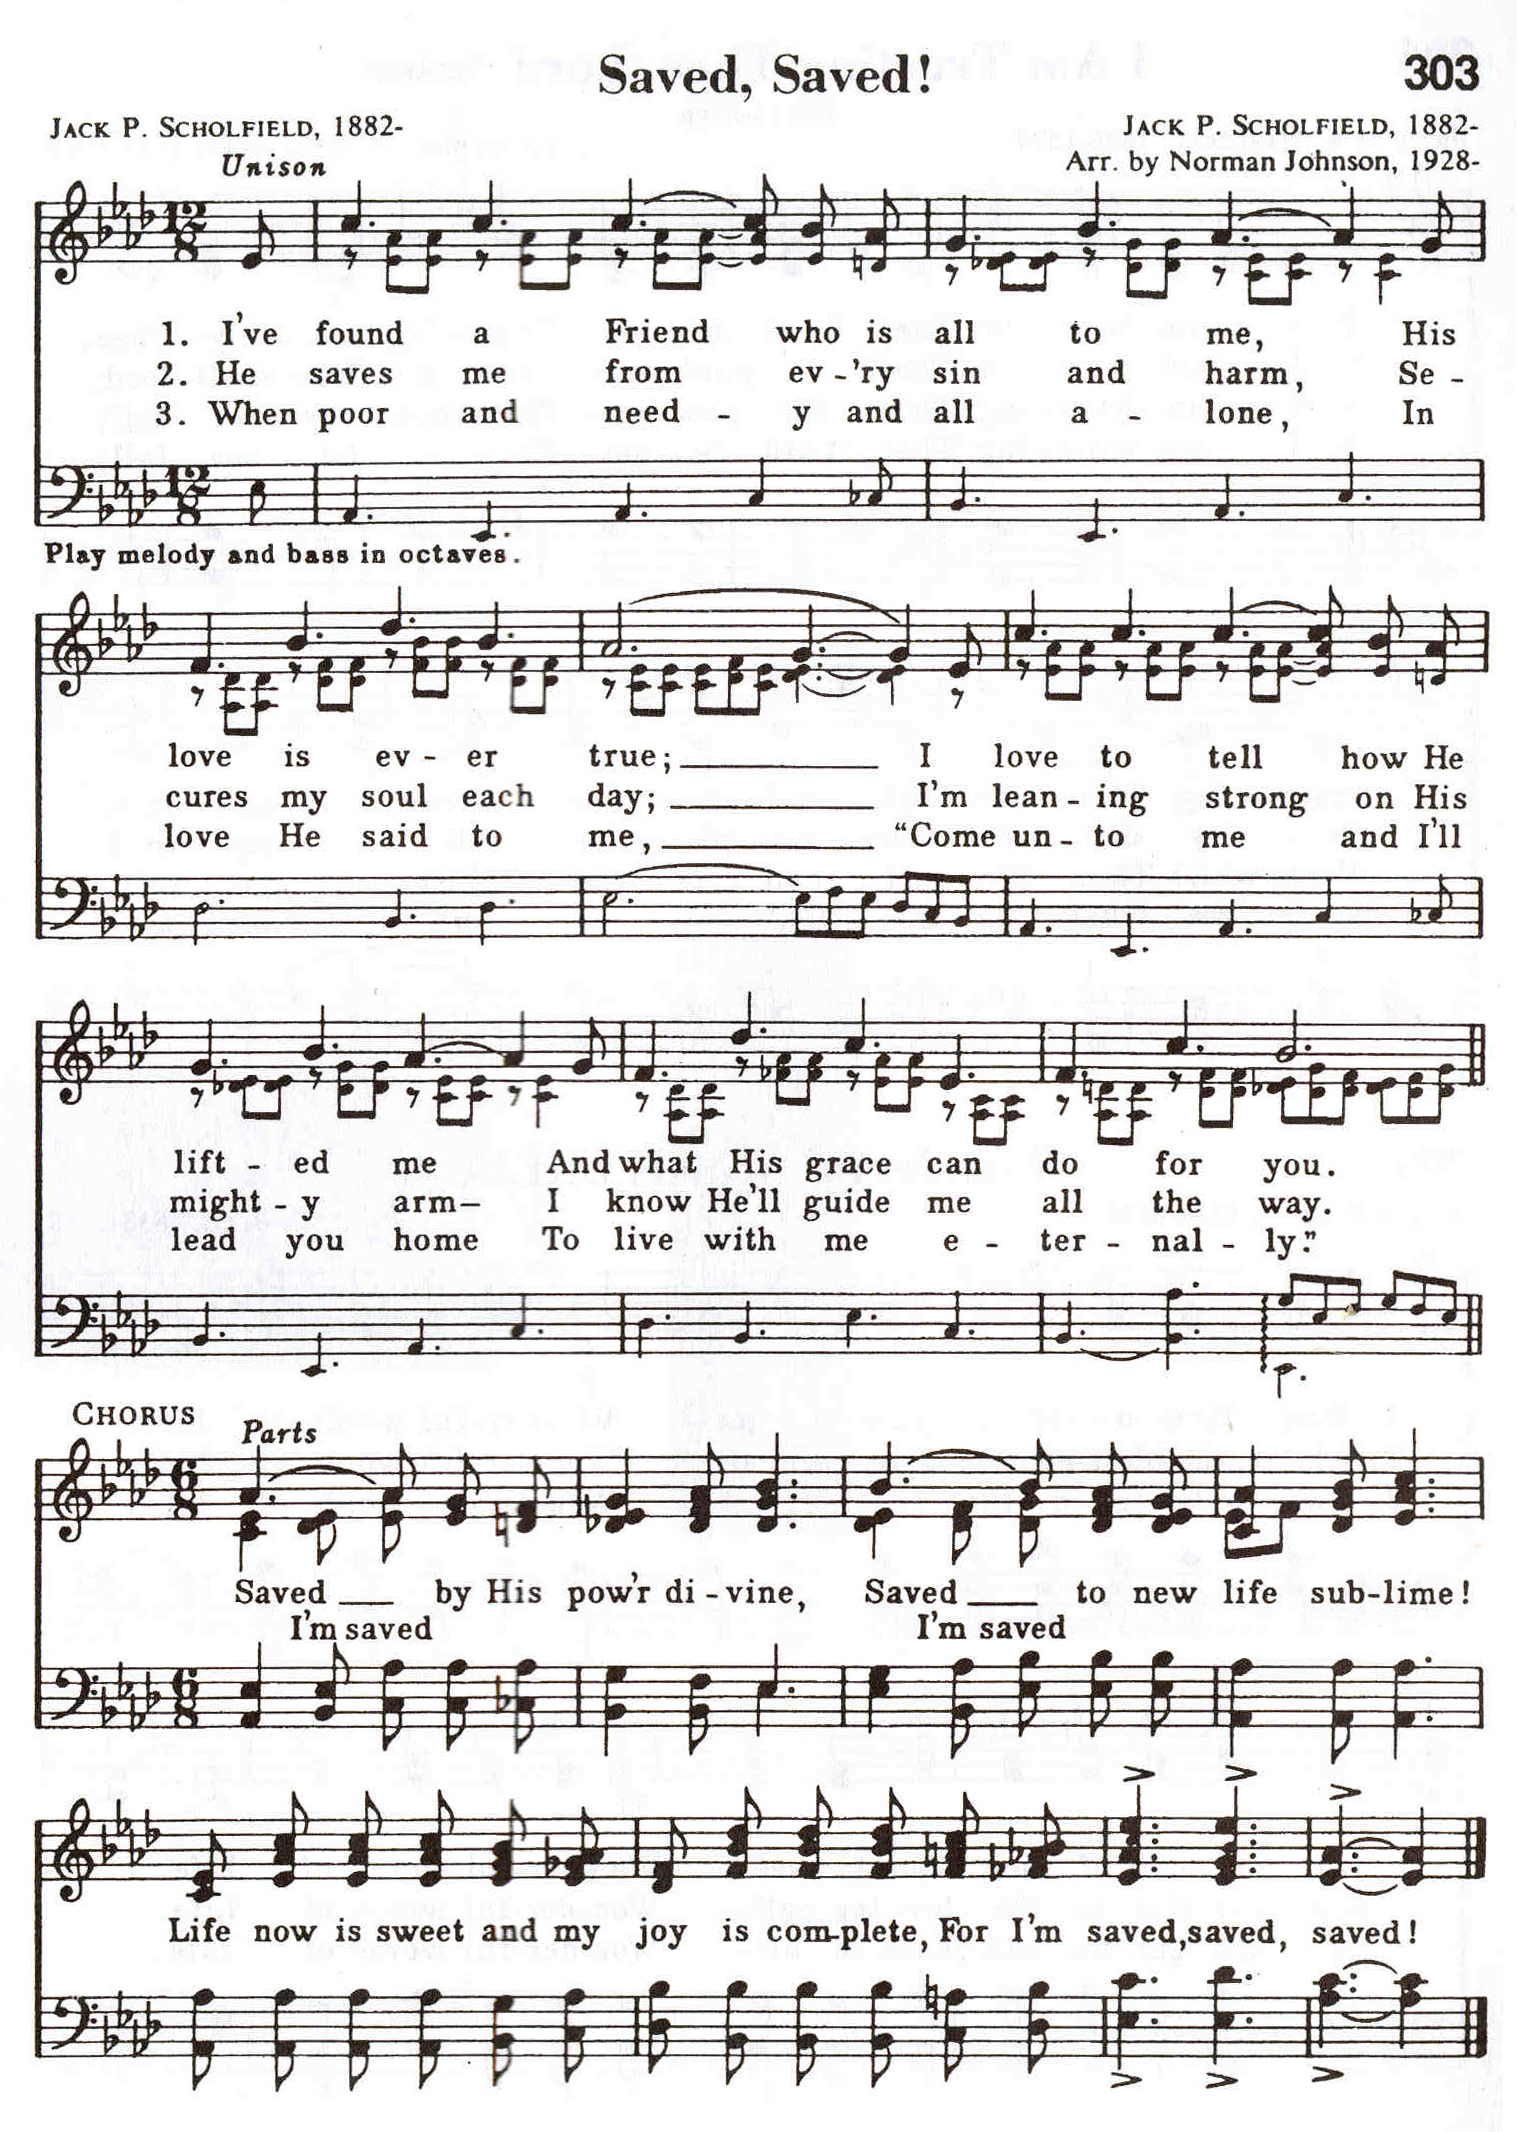 Saved, Saved! 303
JACK P. SCHOLFIELD, 1882-
JACK P. SCHOLFIELD, 1882-
Unison
Arr. by Norman Johnson, 1928-
1. I've found a Friend who is all to me, His
2. He saves me from ev-'ry sin and harm, Se-
3. When poor and need - y and all a - lone, In
Play melody and bass in octaves.
love is ev - er true; I love to tell how He
cures my soul each day; I'm lean - ing strong on His
love He said to me, "Come un - to me and I'll
lift - ed me And what His grace can do for you.
might - y arm— I know He'll guide me all the way.
lead you home To live with me e - ter - nal - ly."
CHORUS
Parts
Saved by His pow'r di - vine, Saved to new life sub-lime!
I'm saved I'm saved
Life now is sweet and my joy is com-plete, For I'm saved, saved, saved!